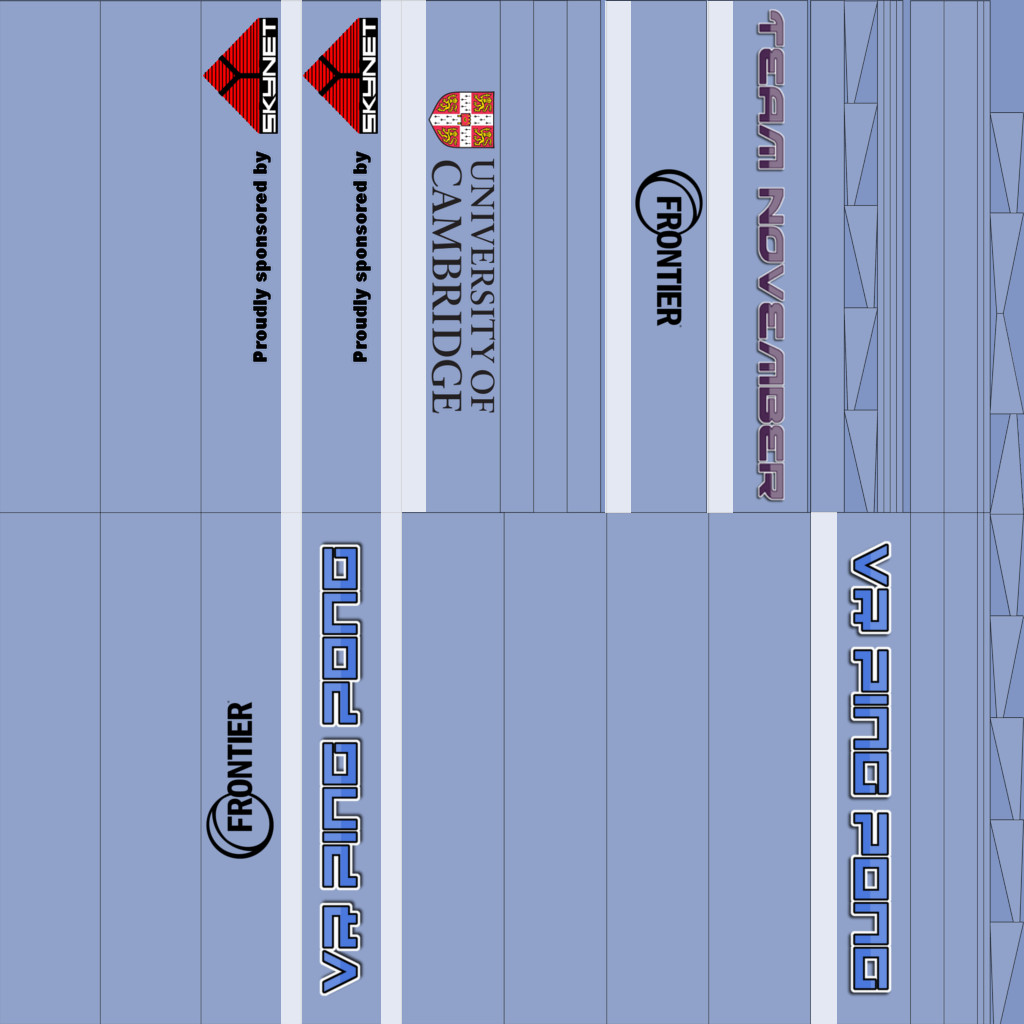 Proudly sponsored by
SKYNET
Proudly sponsored by
SKYNET
UNIVERSITY OF
CAMBRIDGE
FRONTIER
TEAM NOVEMBER
FRONTIER
VR PING PONG
VR PING PONG